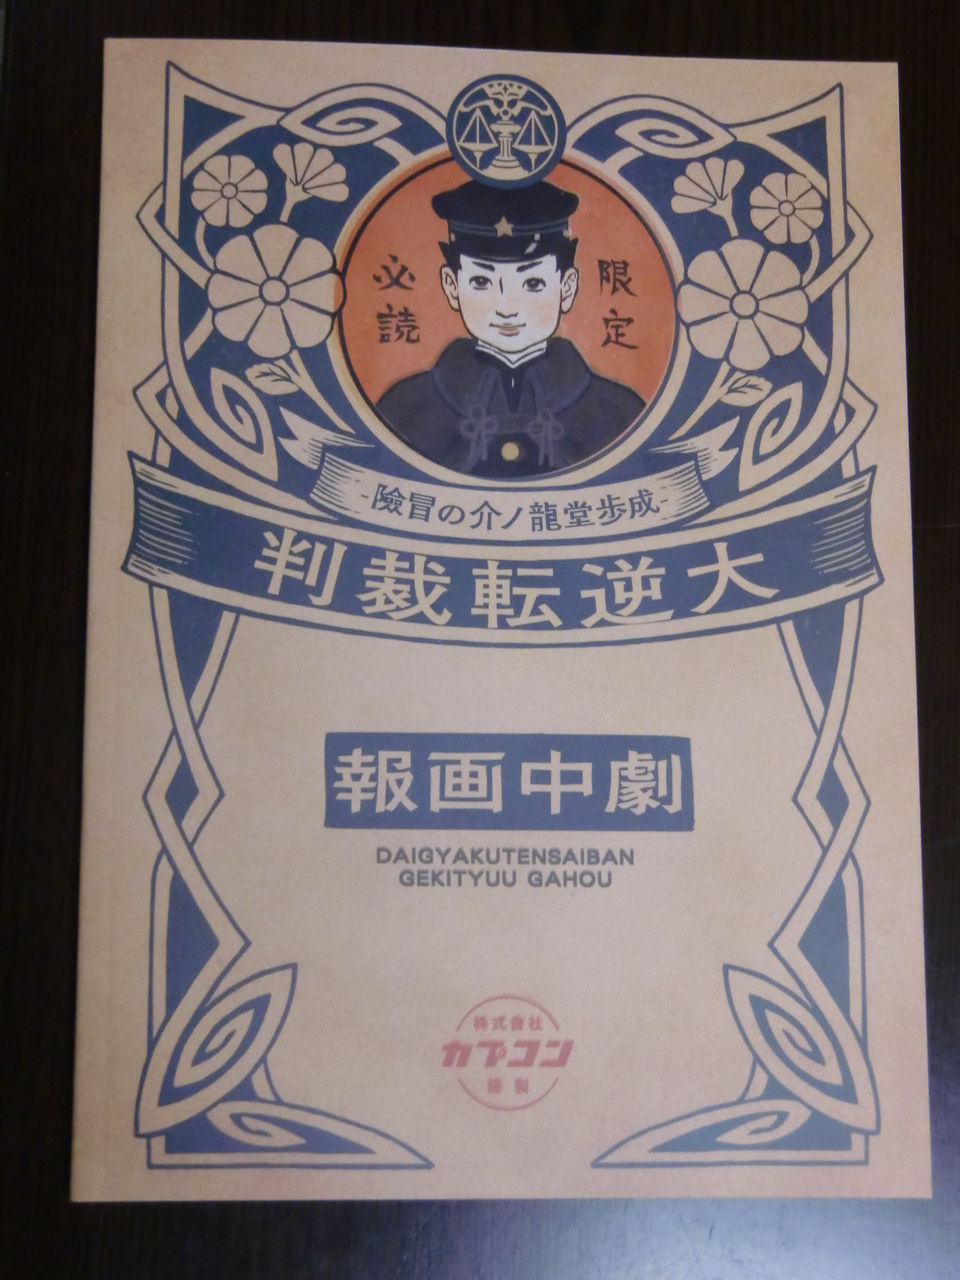 限定
必読
-成歩堂龍ノ介の冒險-
大逆転裁判
劇中画報
DAIGYAKUTENSAIBAN
GEKITYUU GAHOU
株式會社
カプコン
謹製